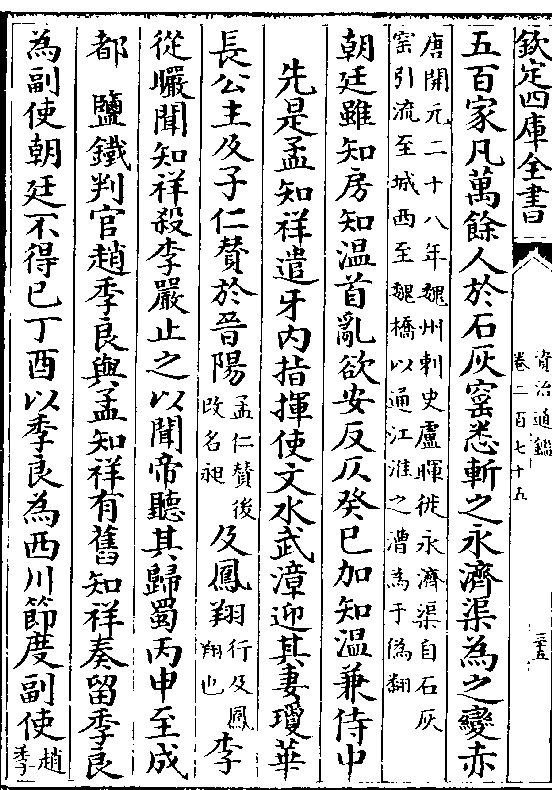 欽定四庫全書
資治通鑑
卷二百七十五
三五
五百家凡萬餘人於石灰窰悉斬之永濟渠為之變赤
唐開元二十八年魏州刺史盧暉徙永濟渠自石灰
窑引流至城西至魏橋以通江淮之漕為于偽翻
朝廷雖知房知溫首亂欲安反仄癸巳加知溫兼侍中
先是孟知祥遣牙内指揮使文水武漳迎其妻瓊華
長公主及子仁贊於晉陽
孟仁贊後
改名昶
及鳳翔
行及鳳
翔也
李
從曮聞知祥殺李嚴止之以聞帝聽其歸蜀丙申至成
都 鹽鐵判官趙季良與孟知祥有舊知祥奏留季良
為副使朝廷不得已丁酉以季良為西川節度副使
趙
季